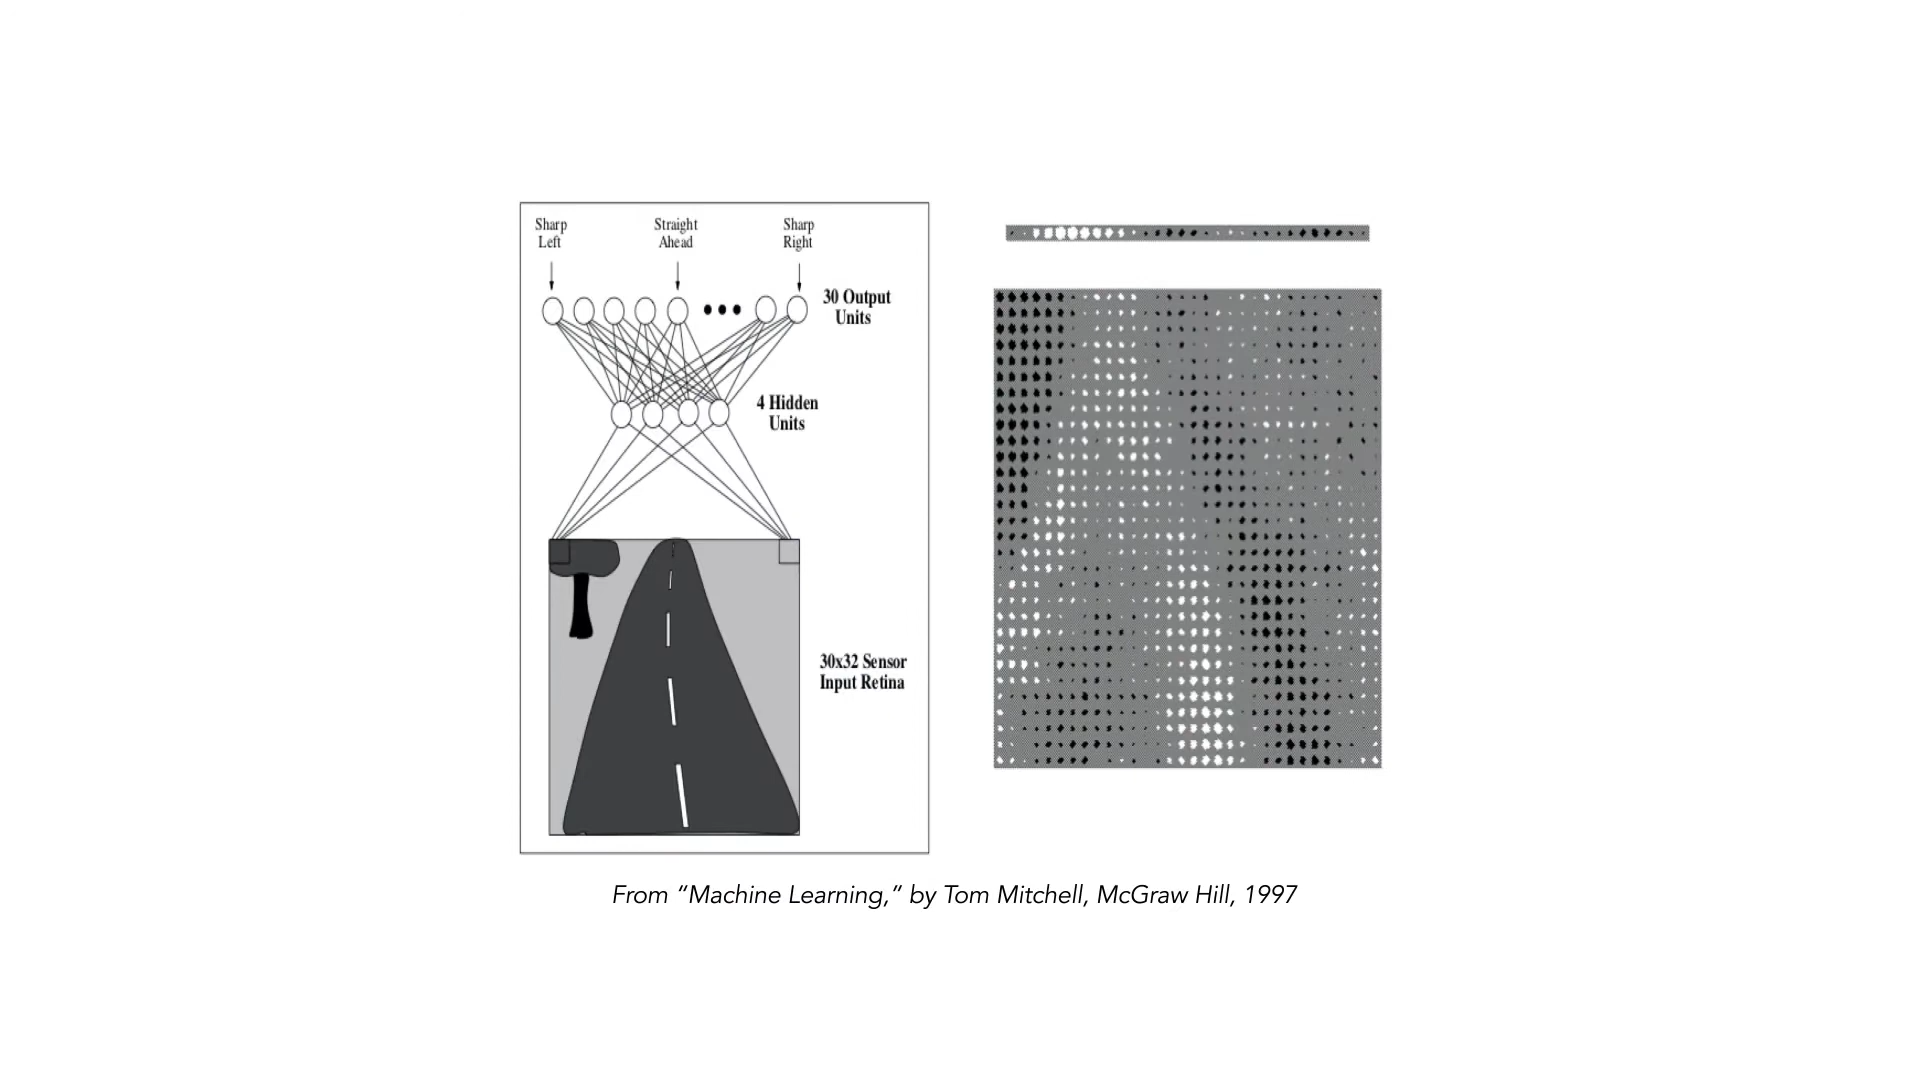 Sharp
Left
Straight
Ahead
Sharp
Right
30 Output
Units
4 Hidden
Units
30x32 Sensor
Input Retina
From “Machine Learning,” by Tom Mitchell, McGraw Hill, 1997